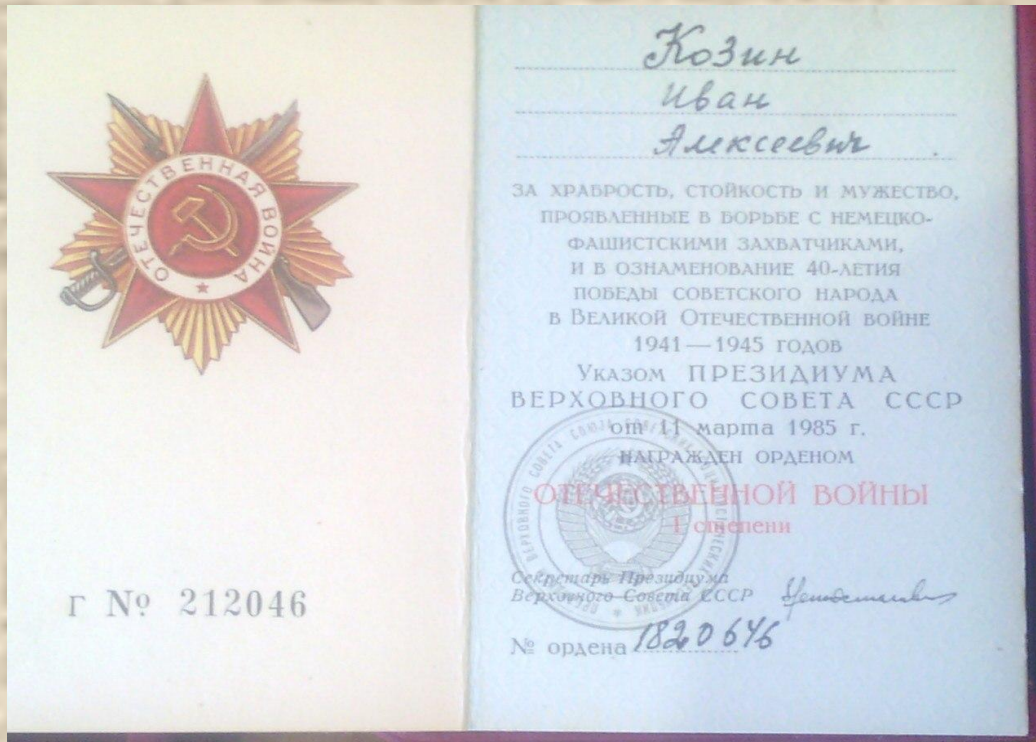 ОТЕЧЕСТВЕННАЯ ВОЙНА
г № 212046
Козин
Иван
Алексеевич
ЗА ХРАБРОСТЬ, СТОЙКОСТЬ И МУЖЕСТВО,
ПРОЯВЛЕННЫЕ В БОРЬБЕ С НЕМЕЦКО-
ФАШИСТСКИМИ ЗАХВАТЧИКАМИ,
И В ОЗНАМЕНОВАНИЕ 40-ЛЕТИЯ
ПОБЕДЫ СОВЕТСКОГО НАРОДА
В ВЕЛИКОЙ ОТЕЧЕСТВЕННОЙ ВОЙНЕ
1941—1945 ГОДОВ
УКАЗОМ ПРЕЗИДИУМА
ВЕРХОВНОГО СОВЕТА СССР
от 11 марта 1985 г.
НАГРАЖДЕН ОРДЕНОМ
ОТЕЧЕСТВЕННОЙ ВОЙНЫ
I степени
Секретарь Президиума
Верховного Совета СССР
№ ордена 1820646